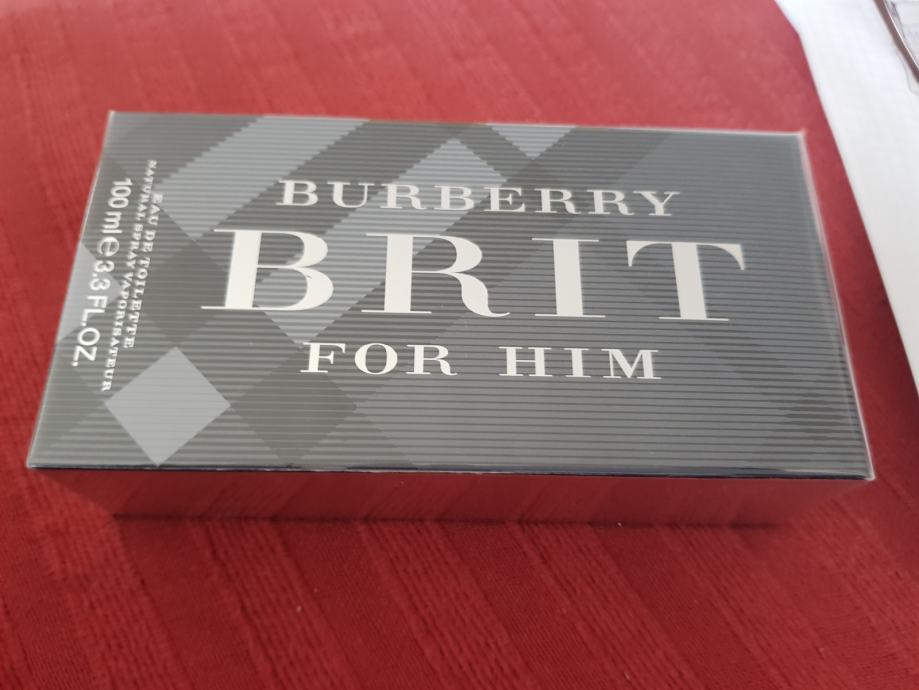 BURBERRY
BRIT
FOR HIM
EAU DE TOILETTE
NATURAL SPRAY VAPORISATEUR
100 ml e 3.3 FL.OZ.